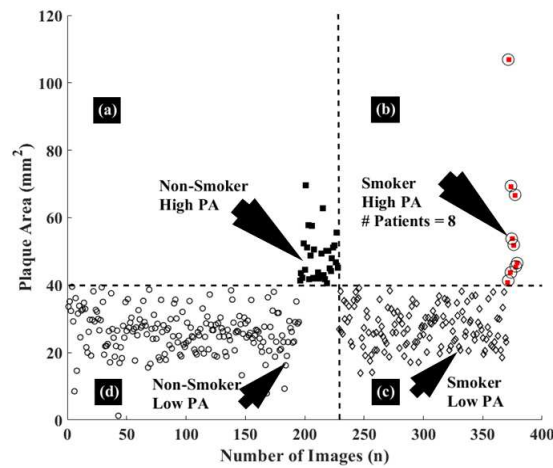 120
100
80
60
40
20
0
Plaque Area (mm²)
(a)
(b)
Non-Smoker
High PA
Smoker
High PA
# Patients = 8
(d)
Non-Smoker
Low PA
(c)
Smoker
Low PA
0 50 100 150 200 250 300 350 400
Number of Images (n)